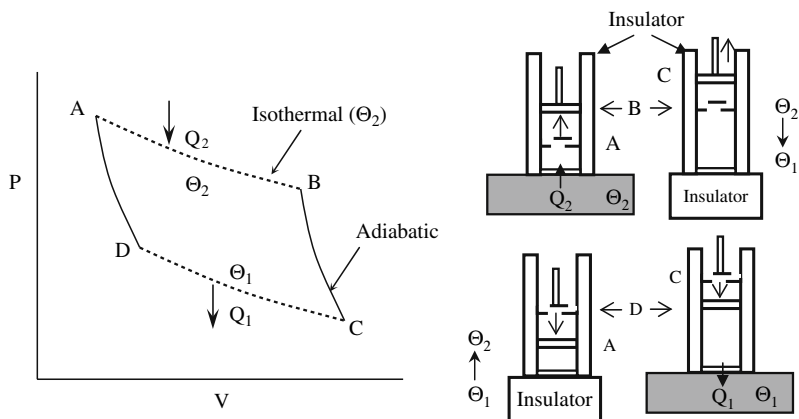 A
Q₂
Isothermal (Θ₂)
P
Θ₂
B
Adiabatic
D
Θ₁
Q₁
C
V
Insulator
C
B
A
Θ₂
Θ₁
Q₂ Θ₂
Insulator
C
D
A
Θ₂
Θ₁
Insulator
Q₁ Θ₁